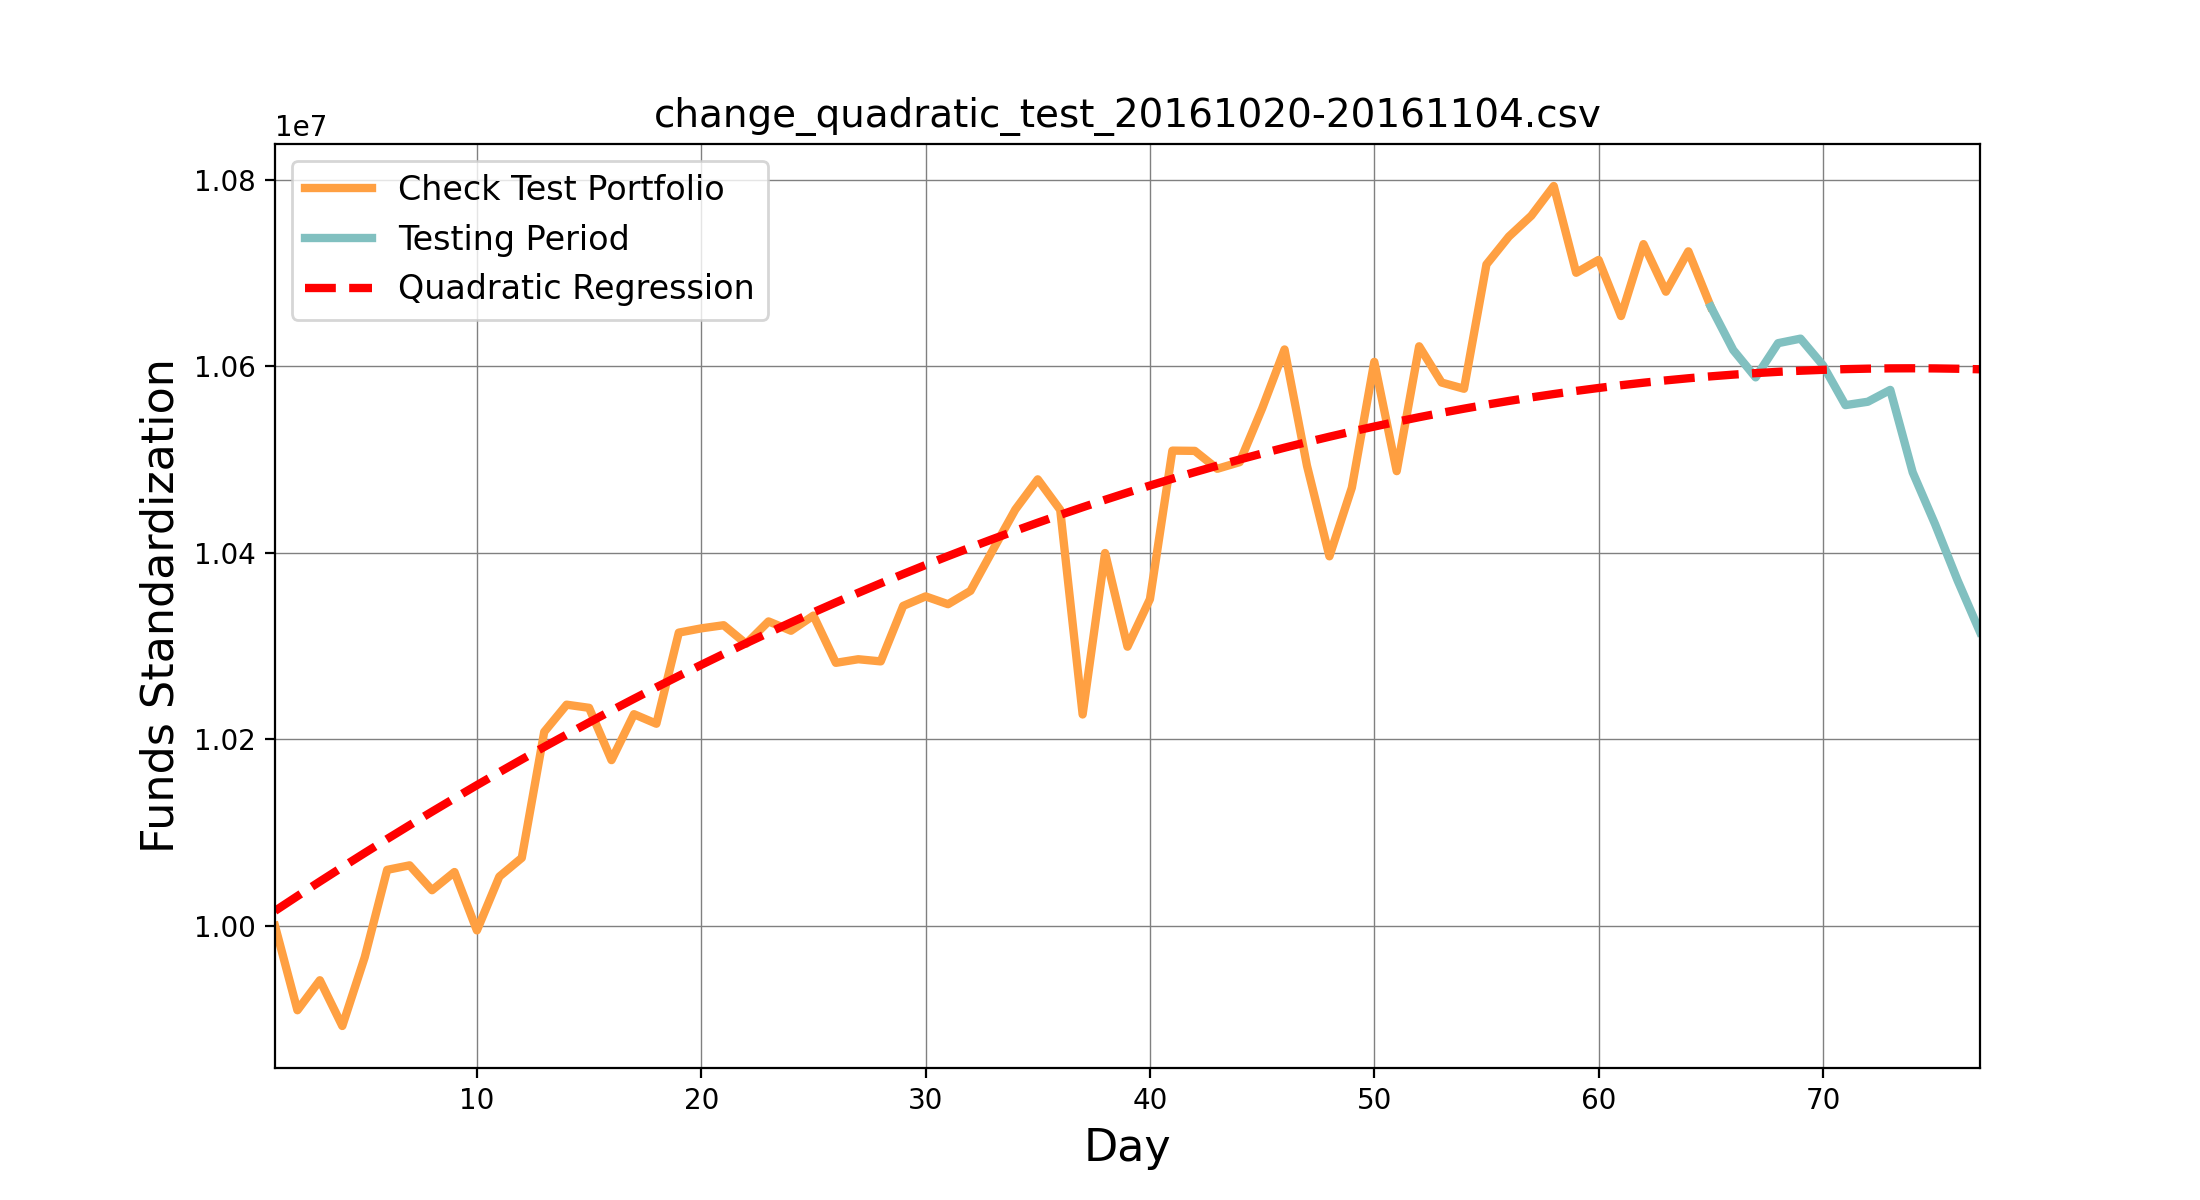 change_quadratic_test_20161020-20161104.csv
1e7
Check Test Portfolio
Testing Period
Quadratic Regression
1.08
1.06
1.04
1.02
1.00
Funds Standardization
10 20 30 40 50 60 70
Day